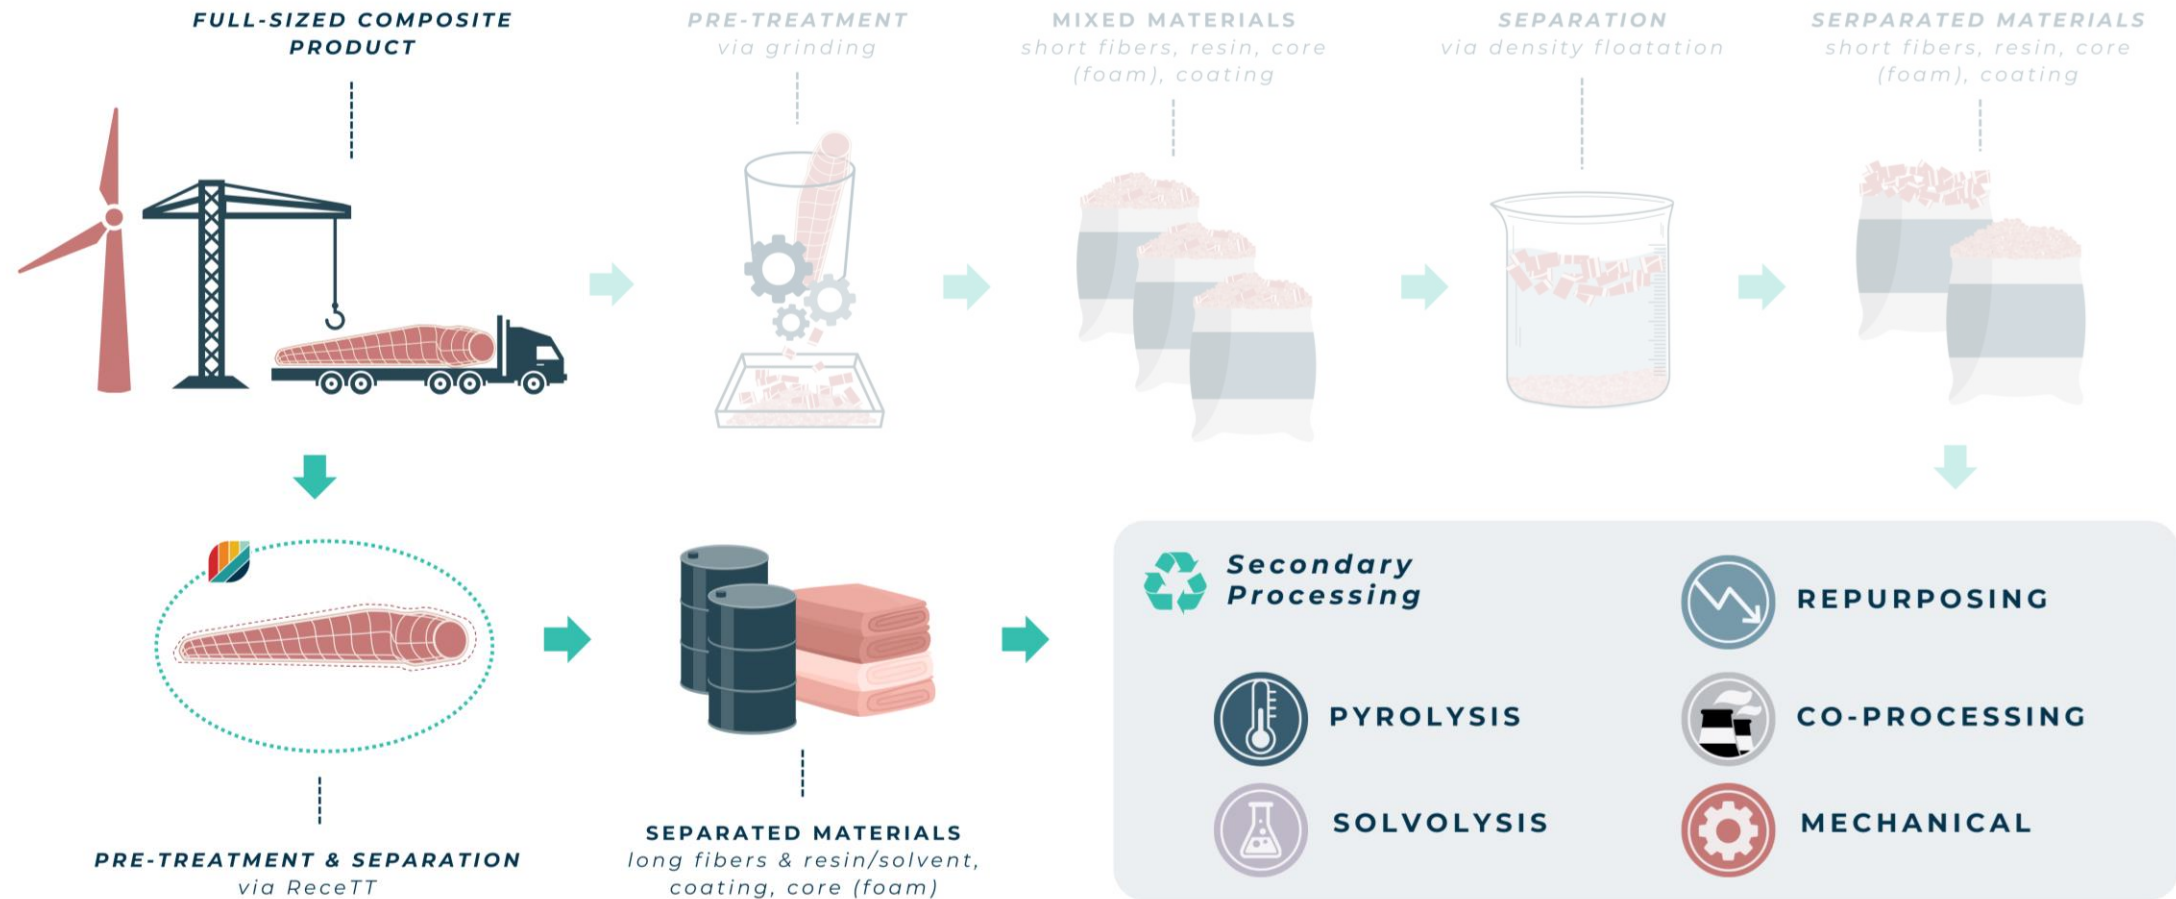 FULL-SIZED COMPOSITE
PRODUCT
PRE-TREATMENT
via grinding
MIXED MATERIALS
short fibers, resin, core
(foam), coating
SEPARATION
via density floatation
SERPARATED MATERIALS
short fibers, resin, core
(foam), coating
PRE-TREATMENT & SEPARATION
via ReceTT
SEPARATED MATERIALS
long fibers & resin/solvent,
coating, core (foam)
Secondary
Processing
PYROLYSIS
SOLVOLYSIS
REPURPOSING
CO-PROCESSING
MECHANICAL